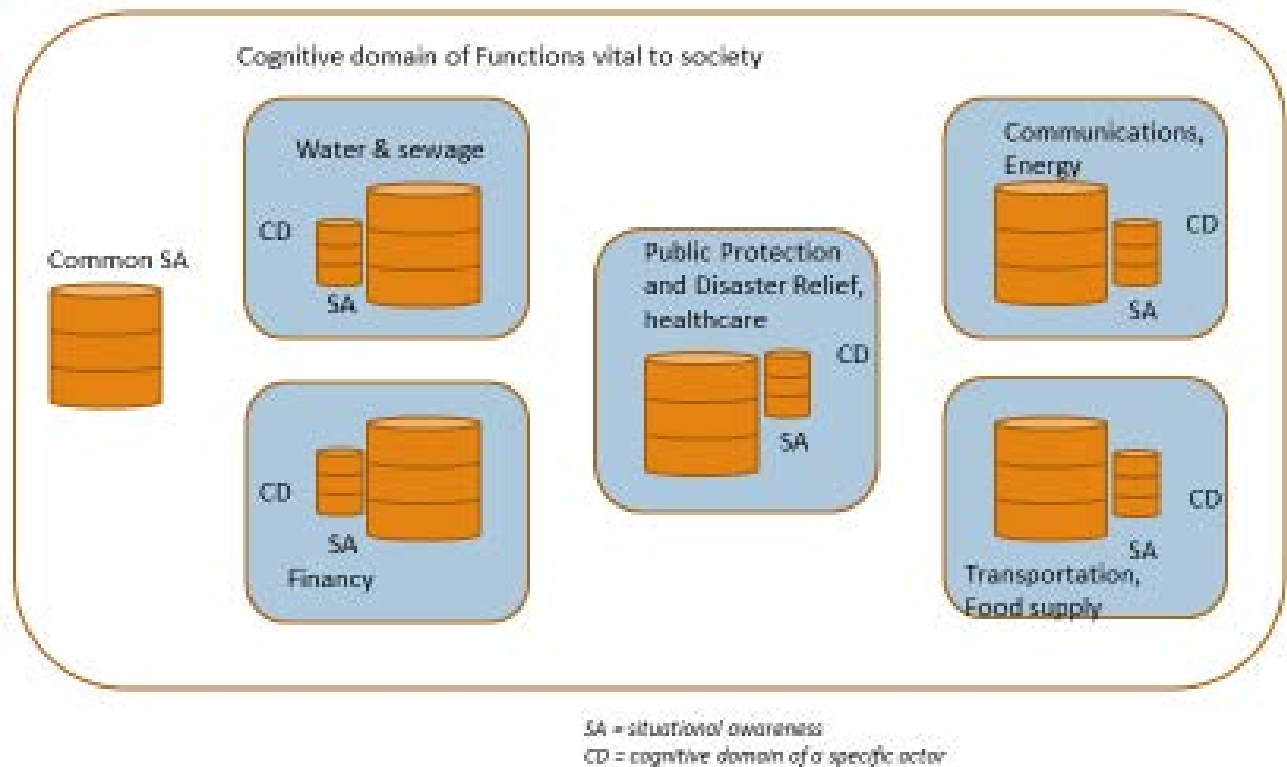 Cognitive domain of Functions vital to society
Water & sewage
CD
SA
Common SA
CD
SA
Financy
Public Protection
and Disaster Relief,
healthcare
CD
SA
Communications,
Energy
CD
SA
CD
SA
Transportation,
Food supply
SA = situational awareness
CD = cognitive domain of a specific actor